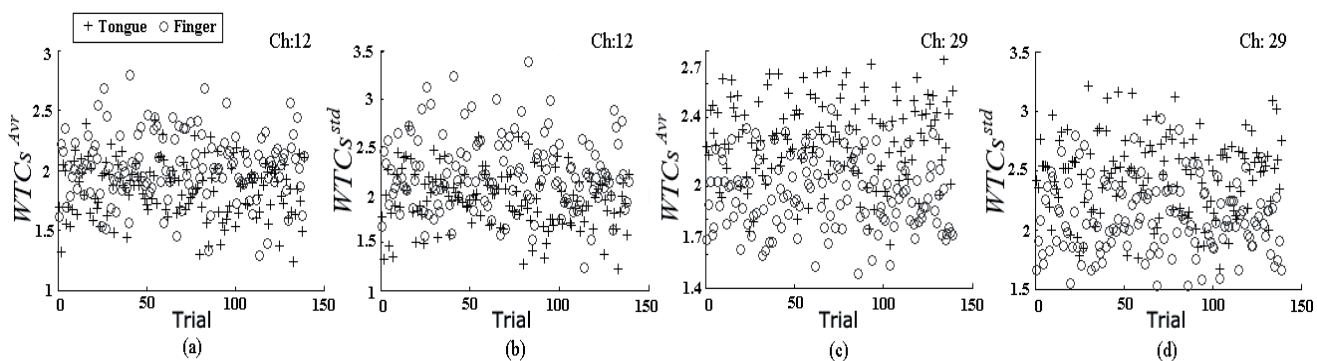 + Tongue ○ Finger
Ch:12
WTCs Avr
3
2.5
2
1.5
1
0 50 100 150
Trial
(a)
Ch:12
WTCs std
3.5
3
2.5
2
1.5
1
0 50 100 150
Trial
(b)
Ch: 29
WTCs Avr
2.7
2.4
2
1.7
1.4
0 50 100 150
Trial
(c)
Ch: 29
WTCs std
3.5
3
2.5
2
1.5
0 50 100 150
Trial
(d)